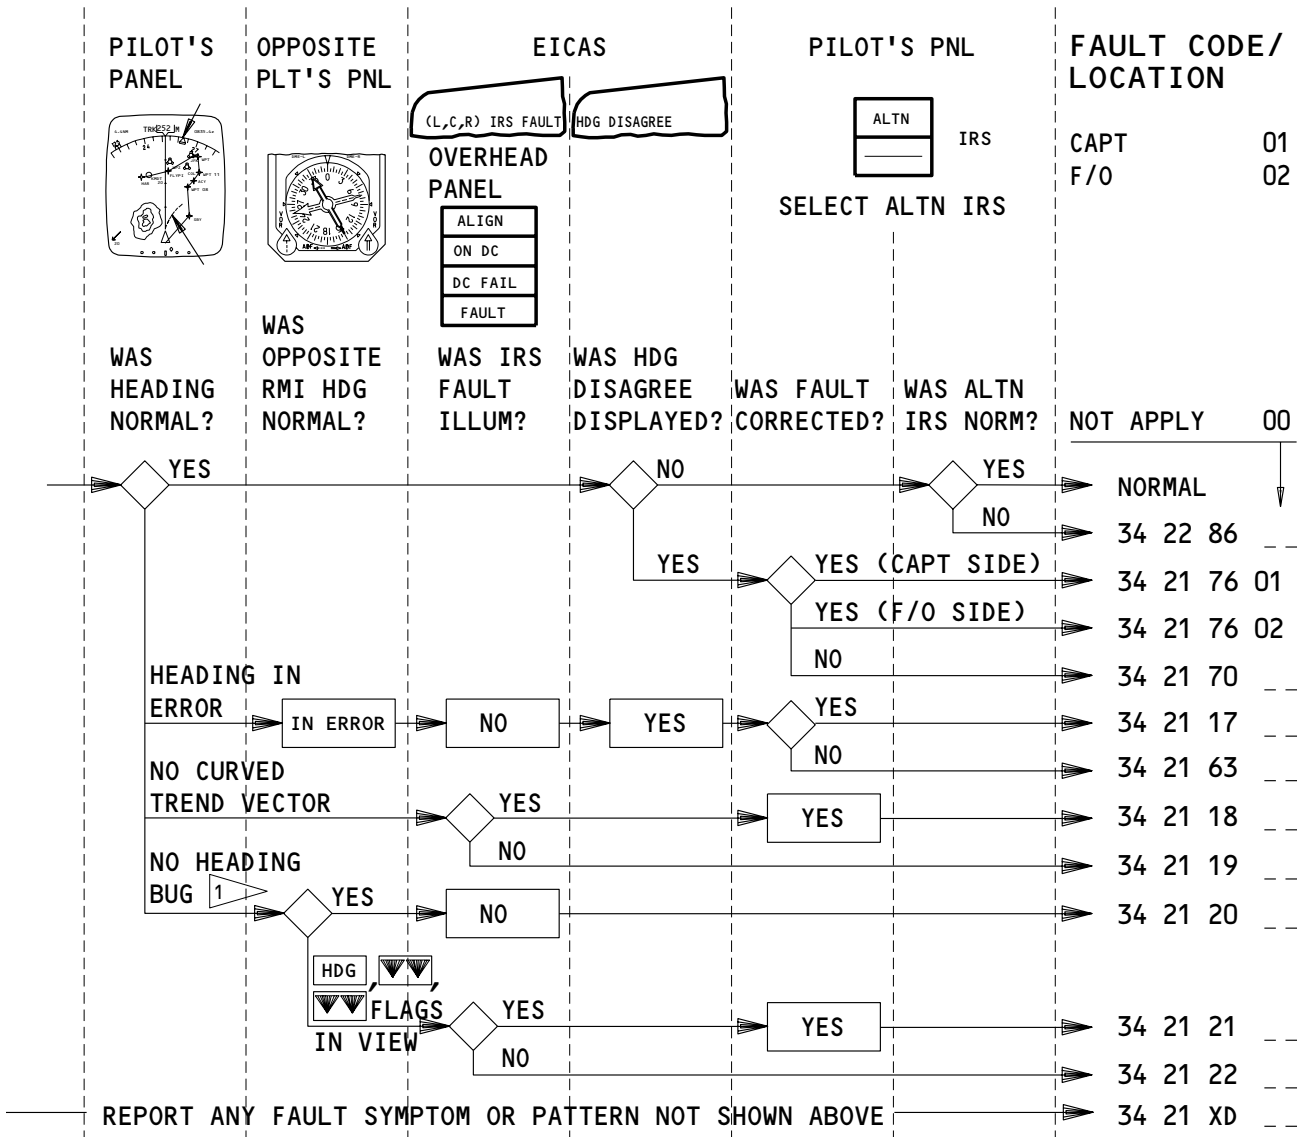 PILOT'S
PANEL
OPPOSITE
PLT'S PNL
EICAS
PILOT'S PNL
FAULT CODE/
LOCATION
(L,C,R) IRS FAULT
HDG DISAGREE
ALTN
IRS
CAPT 01
F/O 02
OVERHEAD
PANEL
SELECT ALTN IRS
ALIGN
ON DC
DC FAIL
FAULT
WAS
HEADING
NORMAL?
WAS
OPPOSITE
RMI HDG
NORMAL?
WAS IRS
FAULT
ILLUM?
WAS HDG
DISAGREE
DISPLAYED?
WAS FAULT
CORRECTED?
WAS ALTN
IRS NORM?
NOT APPLY 00
YES
NO
YES
NORMAL
NO
34 22 86 _ _
YES
YES (CAPT SIDE)
34 21 76 01
YES (F/O SIDE)
34 21 76 02
NO
34 21 70 _ _
HEADING IN
ERROR
IN ERROR
NO
YES
YES
34 21 17 _ _
NO
34 21 63 _ _
NO CURVED
TREND VECTOR
YES
YES
34 21 18 _ _
NO
34 21 19 _ _
NO HEADING
BUG 1
YES
NO
34 21 20 _ _
HDG , ,
FLAGS
IN VIEW
YES
YES
34 21 21 _ _
NO
34 21 22 _ _
REPORT ANY FAULT SYMPTOM OR PATTERN NOT SHOWN ABOVE
34 21 XD _ _